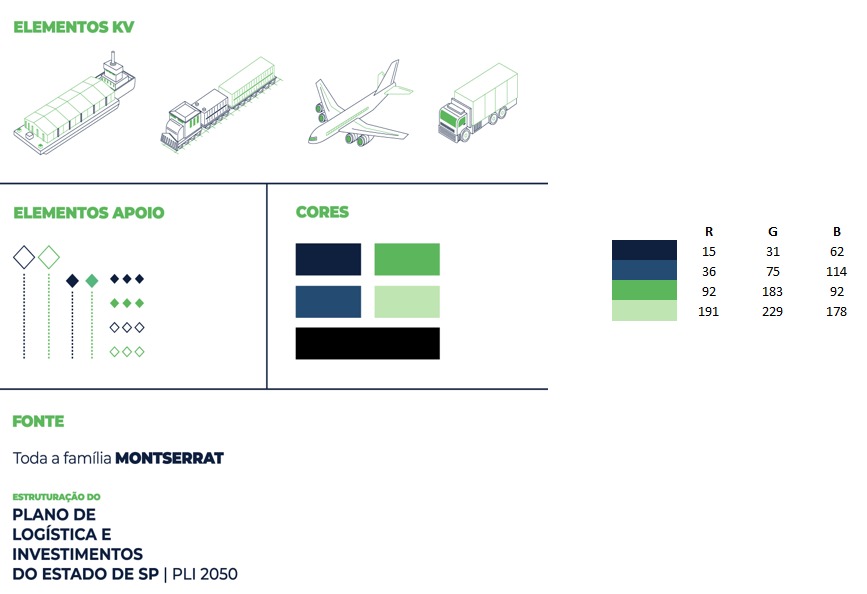 ELEMENTOS KV
ELEMENTOS APOIO
CORES
R G B
15 31 62
36 75 114
92 183 92
191 229 178
FONTE
Toda a família MONTSERRAT
ESTRUTURAÇÃO DO
PLANO DE
LOGÍSTICA E
INVESTIMENTOS
DO ESTADO DE SP | PLI 2050